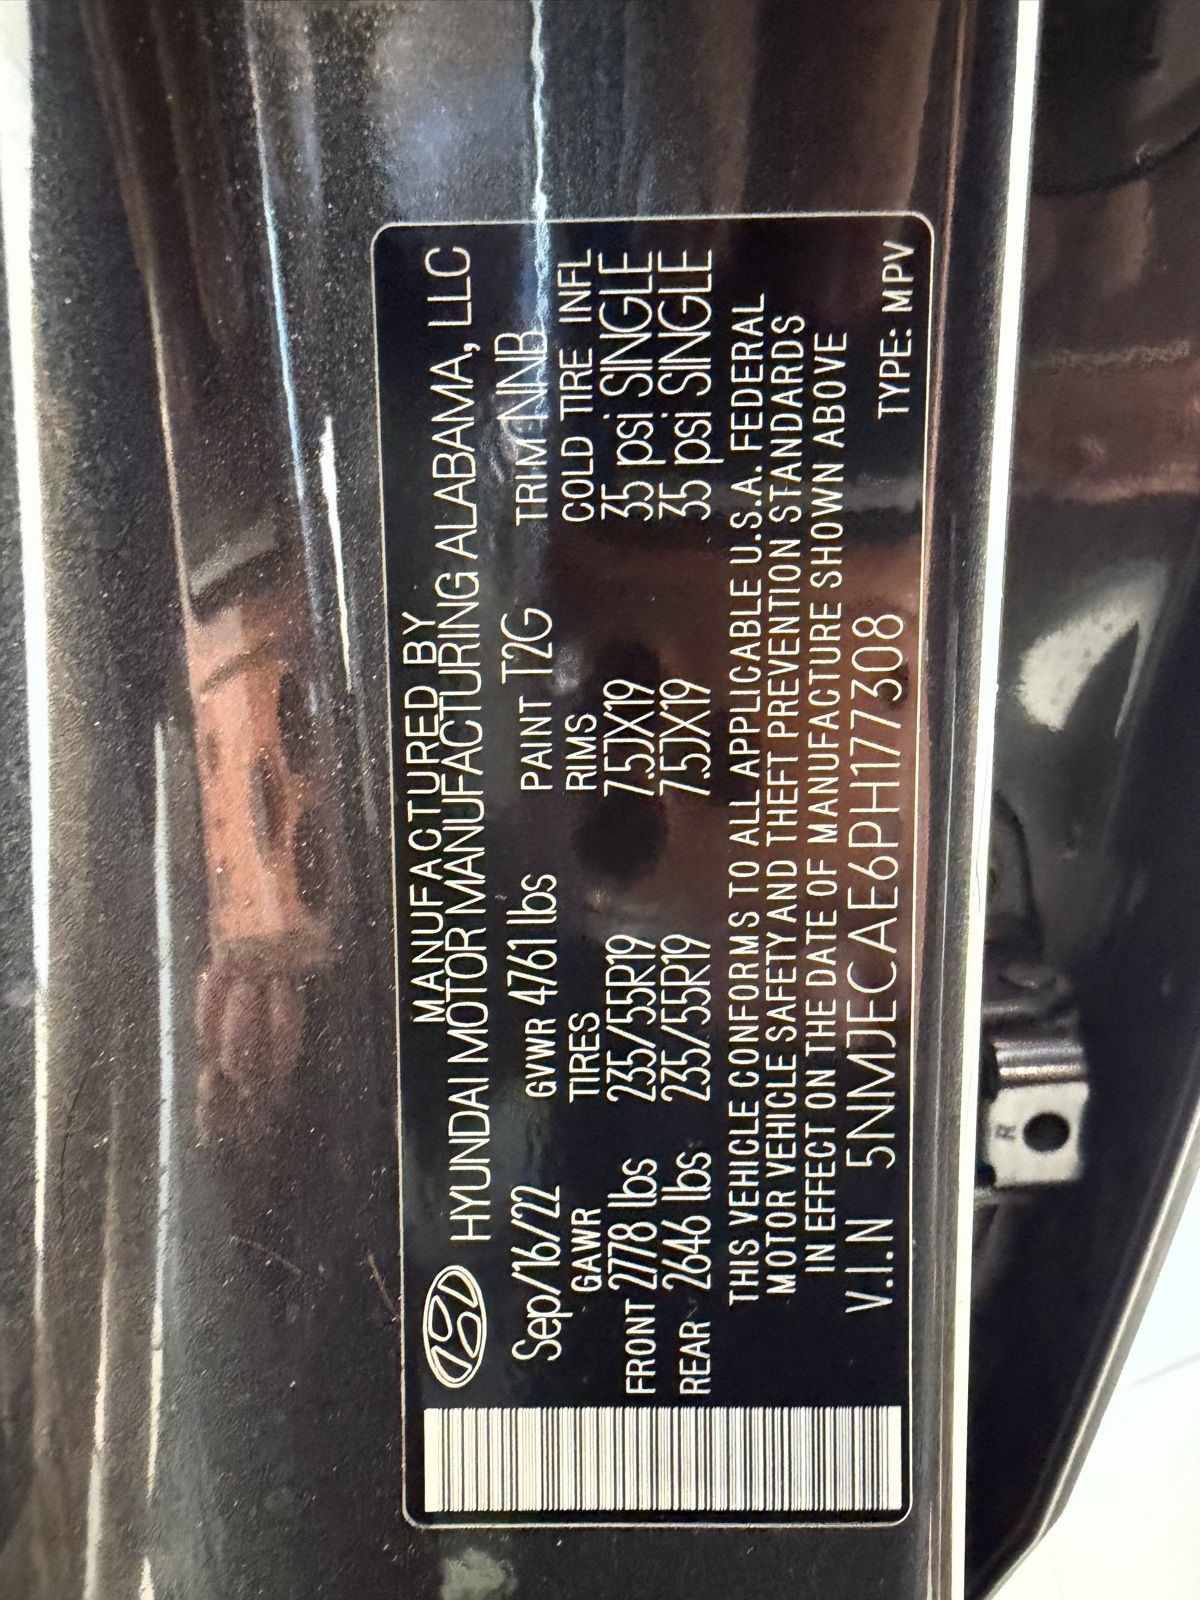 MANUFACTURED BY
HYUNDAI MOTOR MANUFACTURING ALABAMA, LLC
Sep/16/22 GVWR 4761 lbs PAINT T2G TRIM NNB
GAWR TIRES RIMS COLD TIRE INFL
FRONT 2778 lbs 235/55R19 7.5JX19 35 psi SINGLE
REAR 2646 lbs 235/55R19 7.5JX19 35 psi SINGLE
THIS VEHICLE CONFORMS TO ALL APPLICABLE U.S.A. FEDERAL
MOTOR VEHICLE SAFETY AND THEFT PREVENTION STANDARDS
IN EFFECT ON THE DATE OF MANUFACTURE SHOWN ABOVE
V.I.N 5NMJECAE6PH177308 TYPE: MPV
R